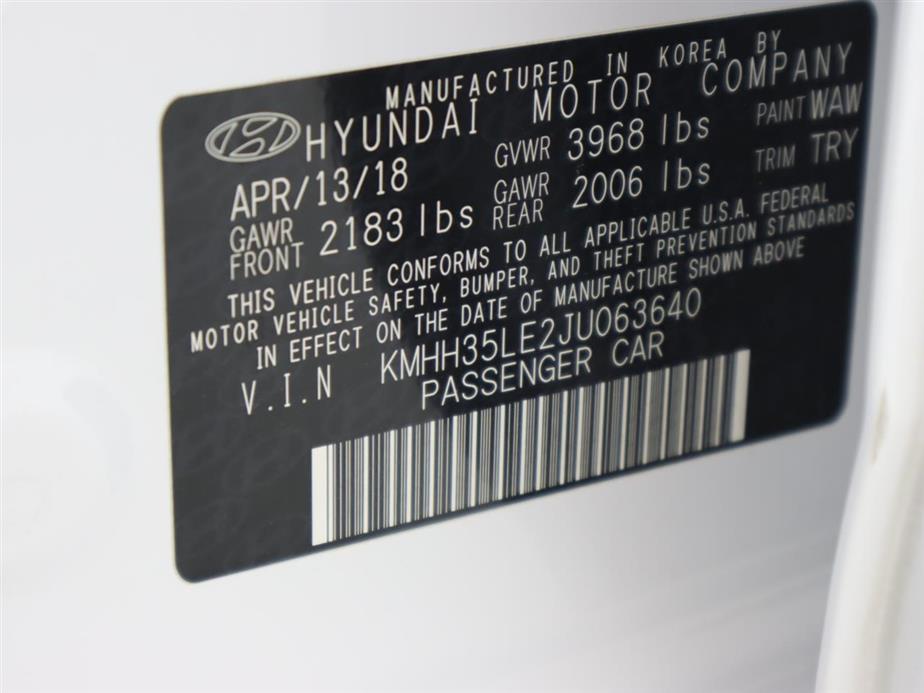 MANUFACTURED IN KOREA BY
HYUNDAI MOTOR COMPANY
APR/13/18 GVWR 3968 lbs PAINT WAW
GAWR FRONT 2183 lbs GAWR REAR 2006 lbs TRIM TRY
THIS VEHICLE CONFORMS TO ALL APPLICABLE U.S.A. FEDERAL
MOTOR VEHICLE SAFETY, BUMPER, AND THEFT PREVENTION STANDARDS
IN EFFECT ON THE DATE OF MANUFACTURE SHOWN ABOVE
V.I.N KMHH35LE2JU063640
PASSENGER CAR